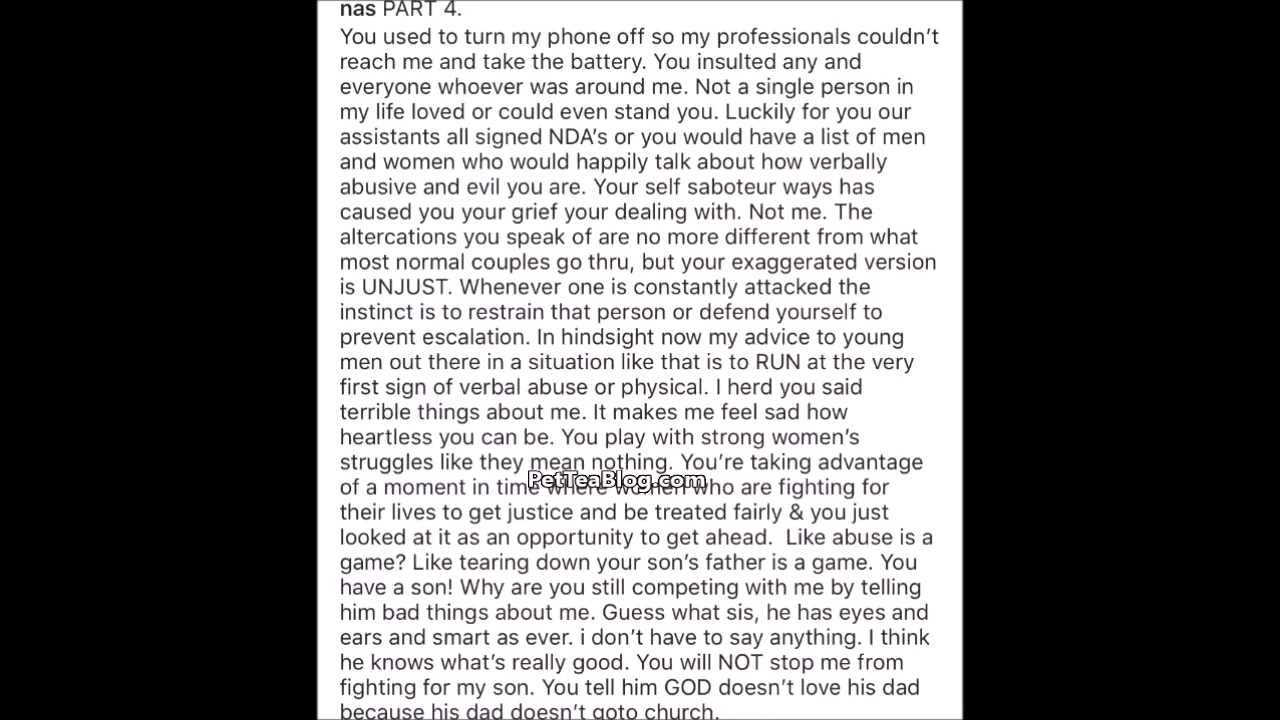 nas PART 4.
You used to turn my phone off so my professionals couldn’t
reach me and take the battery. You insulted any and
everyone whoever was around me. Not a single person in
my life loved or could even stand you. Luckily for you our
assistants all signed NDA’s or you would have a list of men
and women who would happily talk about how verbally
abusive and evil you are. Your self saboteur ways has
caused you your grief your dealing with. Not me. The
altercations you speak of are no more different from what
most normal couples go thru, but your exaggerated version
is UNJUST. Whenever one is constantly attacked the
instinct is to restrain that person or defend yourself to
prevent escalation. In hindsight now my advice to young
men out there in a situation like that is to RUN at the very
first sign of verbal abuse or physical. I herd you said
terrible things about me. It makes me feel sad how
heartless you can be. You play with strong women’s
struggles like they mean nothing. You’re taking advantage
PetTeaBlog.com
of a moment in time where women who are fighting for
their lives to get justice and be treated fairly & you just
looked at it as an opportunity to get ahead.  Like abuse is a
game? Like tearing down your son’s father is a game. You
have a son! Why are you still competing with me by telling
him bad things about me. Guess what sis, he has eyes and
ears and smart as ever. i don’t have to say anything. I think
he knows what’s really good. You will NOT stop me from
fighting for my son. You tell him GOD doesn’t love his dad
because his dad doesn’t goto church.